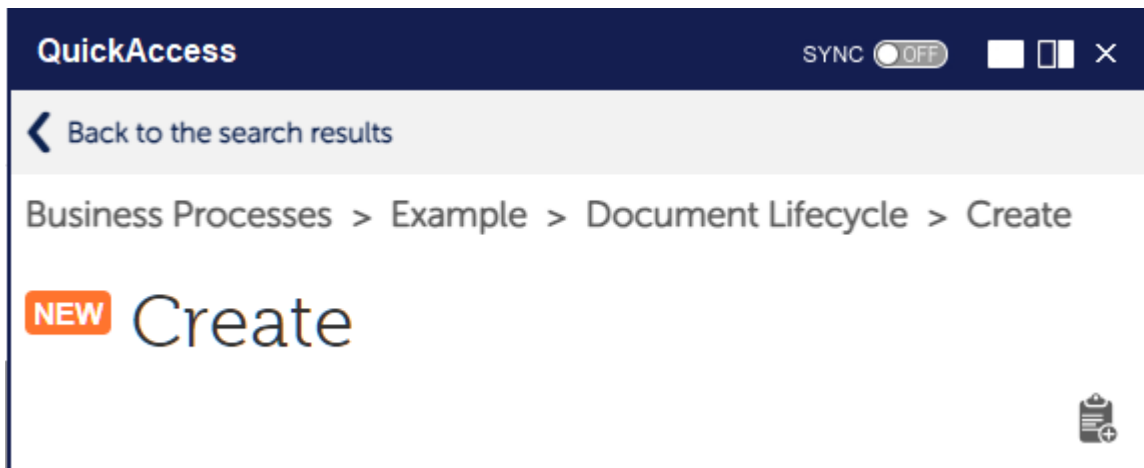 QuickAccess SYNC OFF
Back to the search results
Business Processes > Example > Document Lifecycle > Create
NEW Create